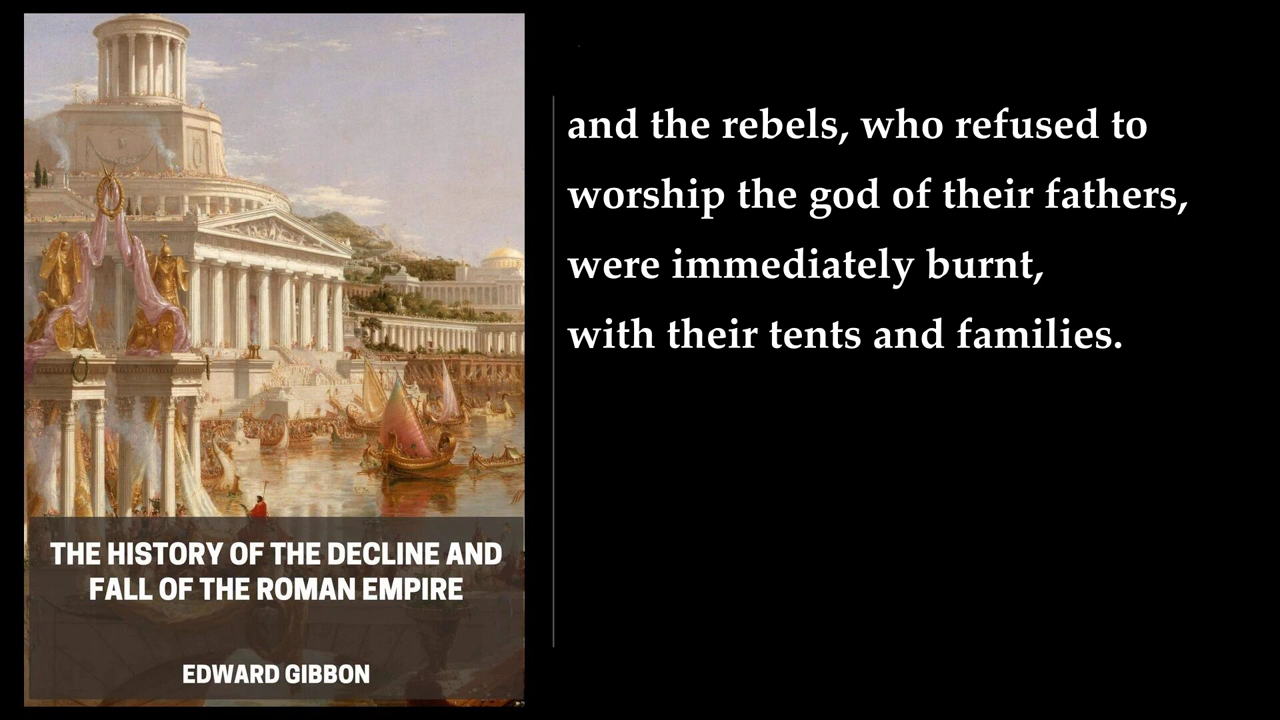 THE HISTORY OF THE DECLINE AND
FALL OF THE ROMAN EMPIRE
EDWARD GIBBON
and the rebels, who refused to
worship the god of their fathers,
were immediately burnt,
with their tents and families.